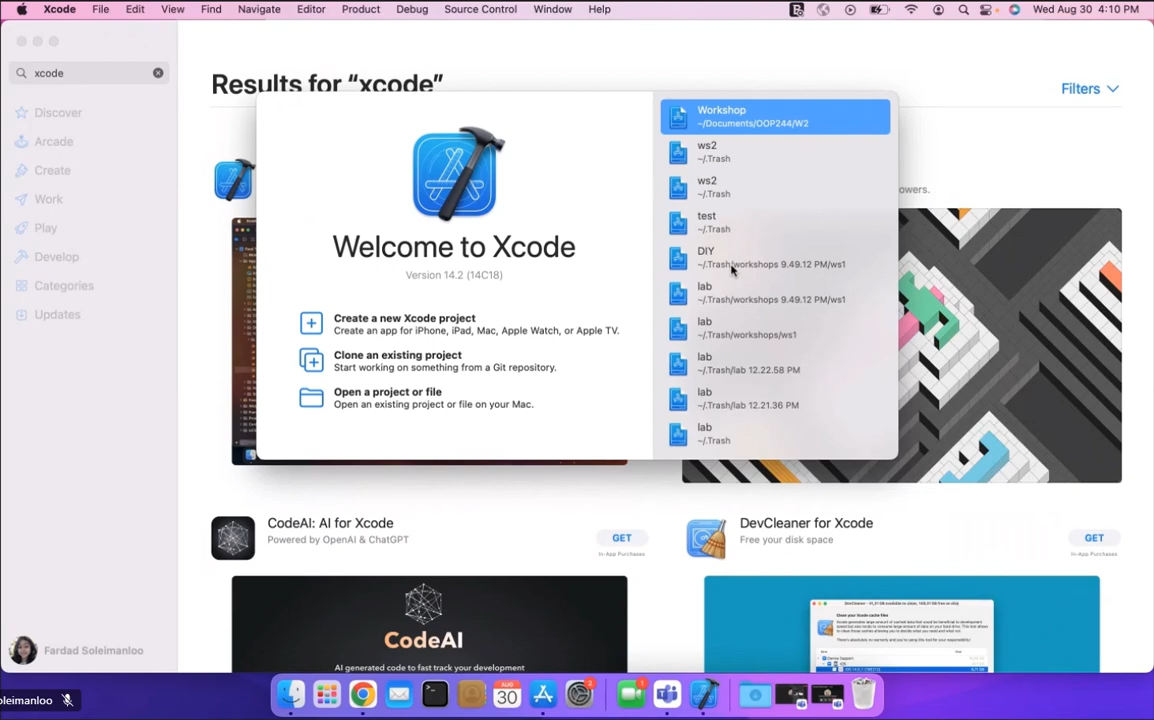 Xcode File Edit View Find Navigate Editor Product Debug Source Control Window Help Wed Aug 30 4:10 PM
xcode
Discover
Arcade
Create
Work
Play
Develop
Categories
Updates
Fardad Soleimanloo
oleimanloo
Results for “xcode”
Filters
owers.
Welcome to Xcode
Version 14.2 (14C18)
Create a new Xcode project
Create an app for iPhone, iPad, Mac, Apple Watch, or Apple TV.
Clone an existing project
Start working on something from a Git repository.
Open a project or file
Open an existing project or file on your Mac.
Workshop
~/Documents/OOP244/W2
ws2
~/.Trash
ws2
~/.Trash
test
~/.Trash
DIY
~/.Trash/workshops 9.49.12 PM/ws1
lab
~/.Trash/workshops 9.49.12 PM/ws1
lab
~/.Trash/workshops/ws1
lab
~/.Trash/lab 12.22.58 PM
lab
~/.Trash/lab 12.21.36 PM
lab
~/.Trash
CodeAI: AI for Xcode
Powered by OpenAI & ChatGPT
GET
In-App Purchases
DevCleaner for Xcode
Free your disk space
GET
In-App Purchases
CodeAI
AI generated code to fast track your development
AUG
30
2
1